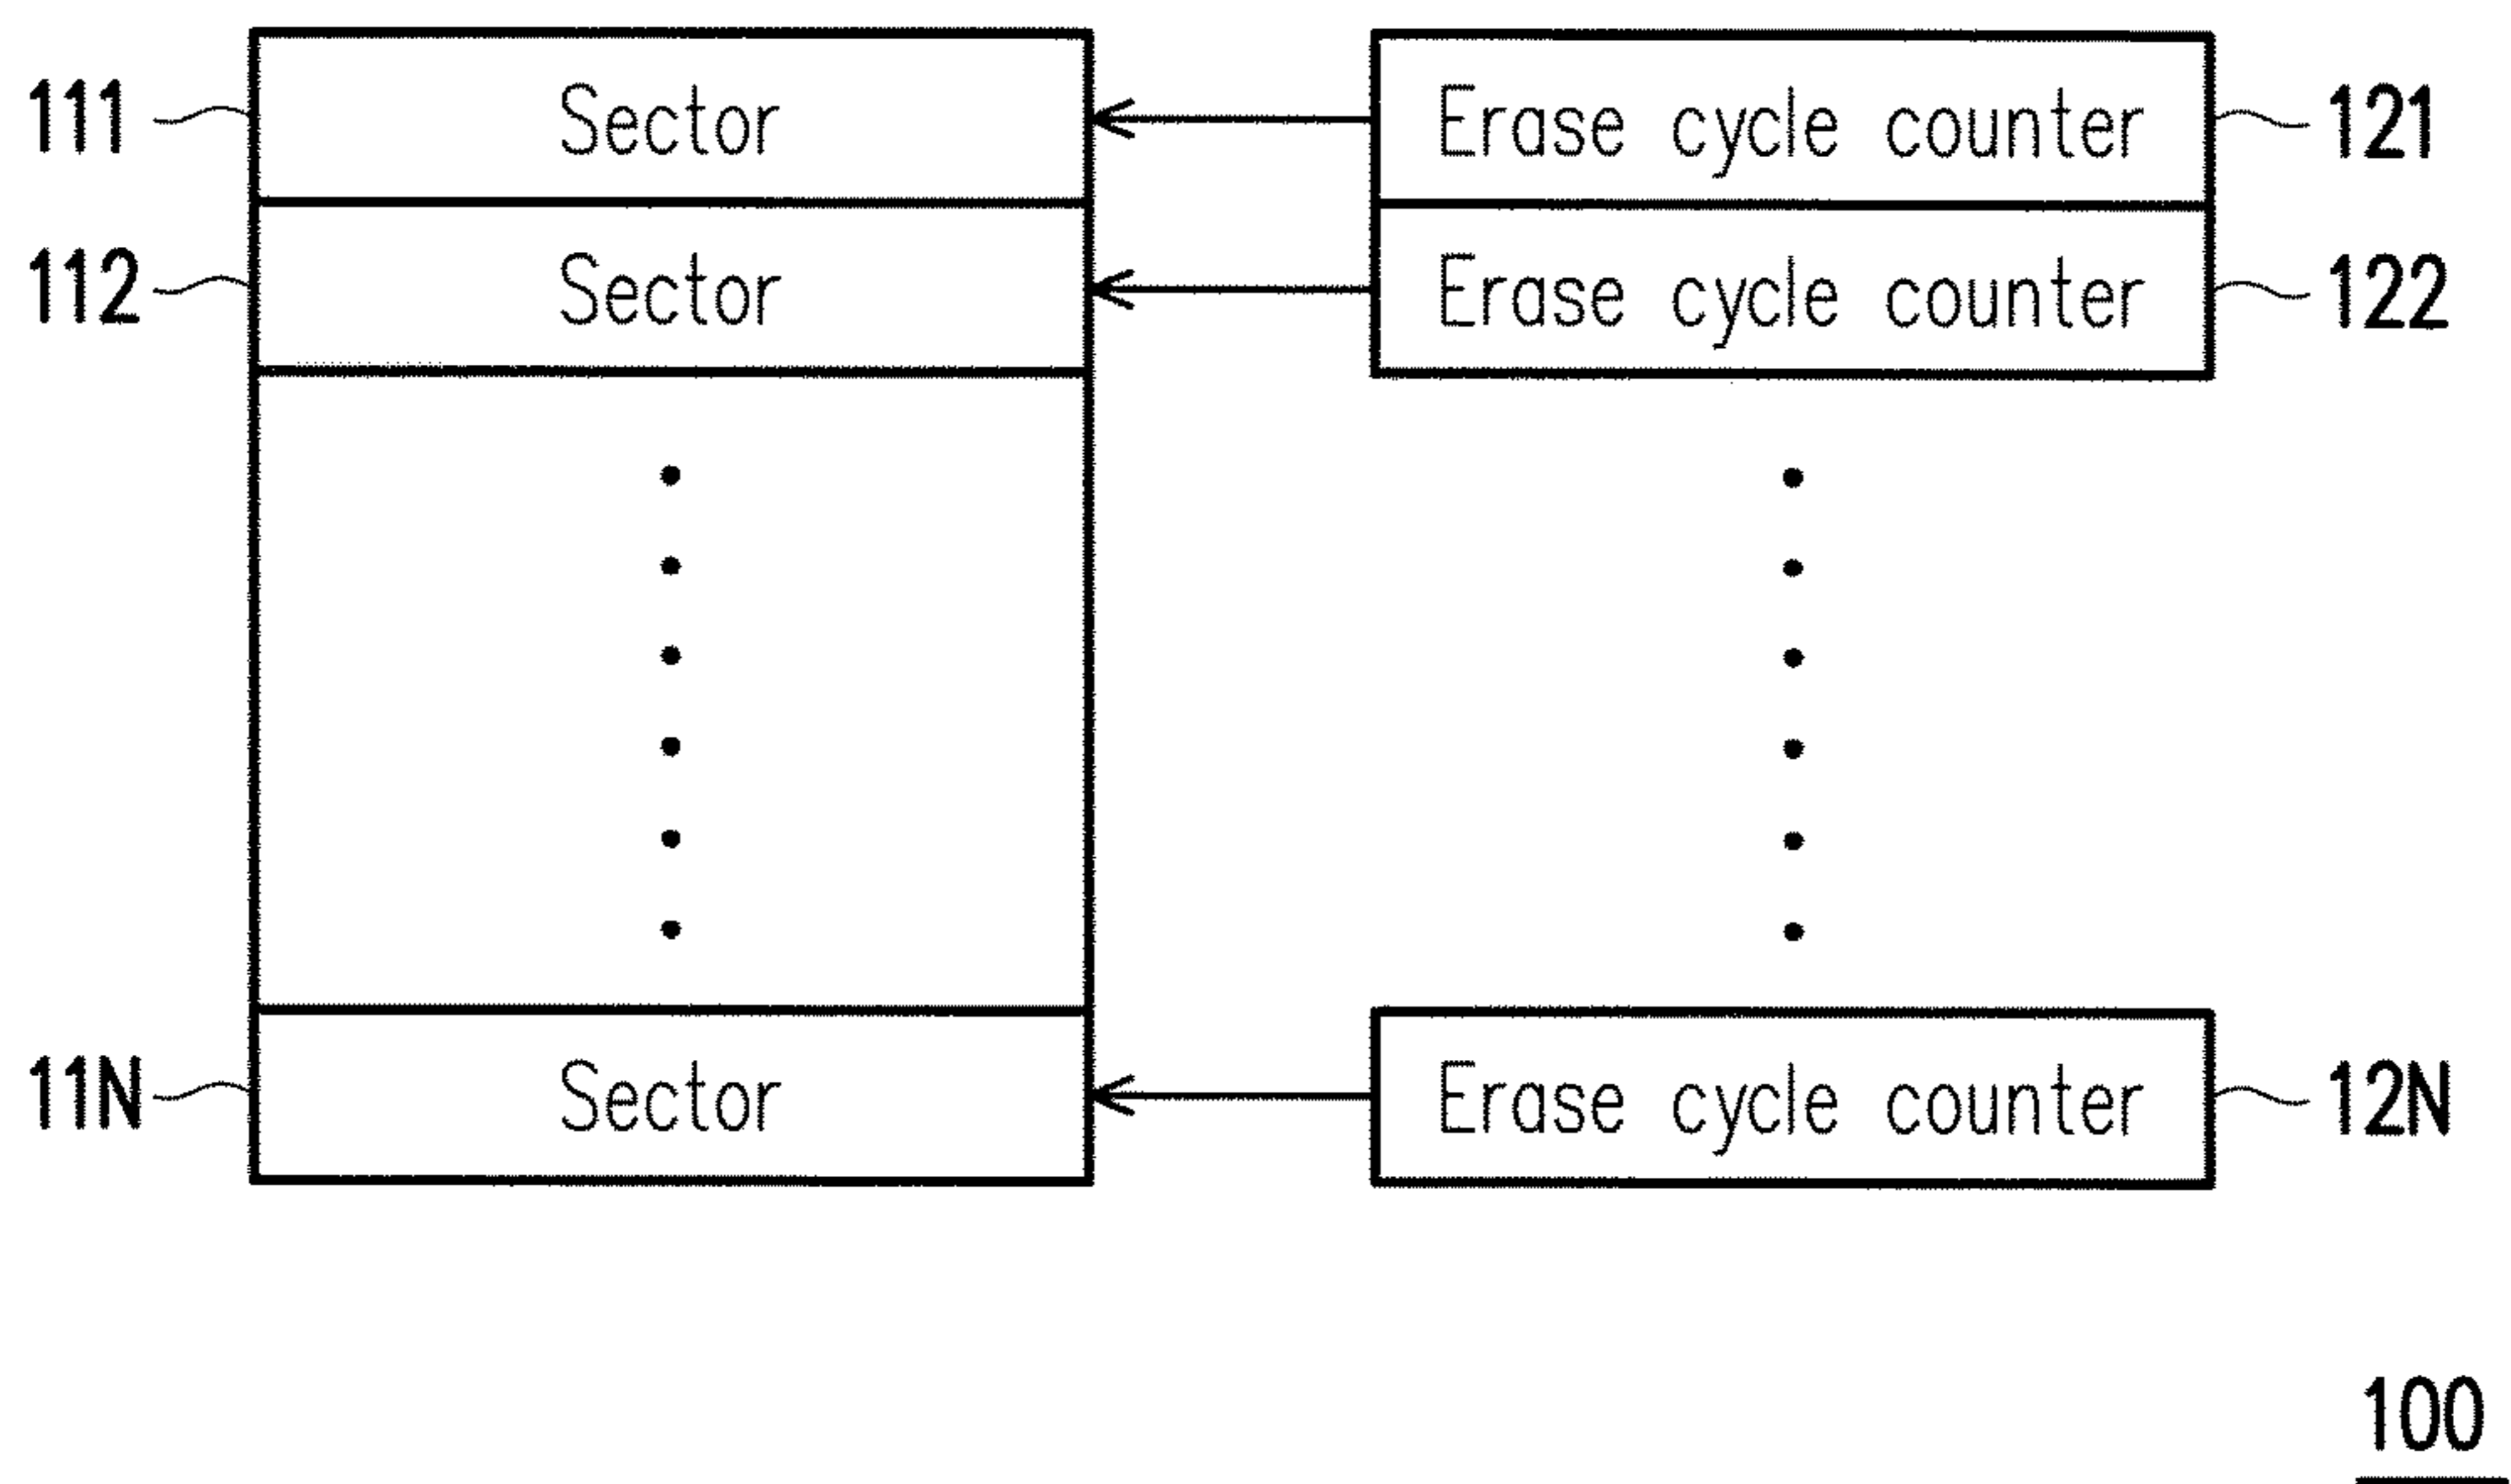 111 Sector Erase cycle counter 121
112 Sector Erase cycle counter 122
11N Sector Erase cycle counter 12N
100